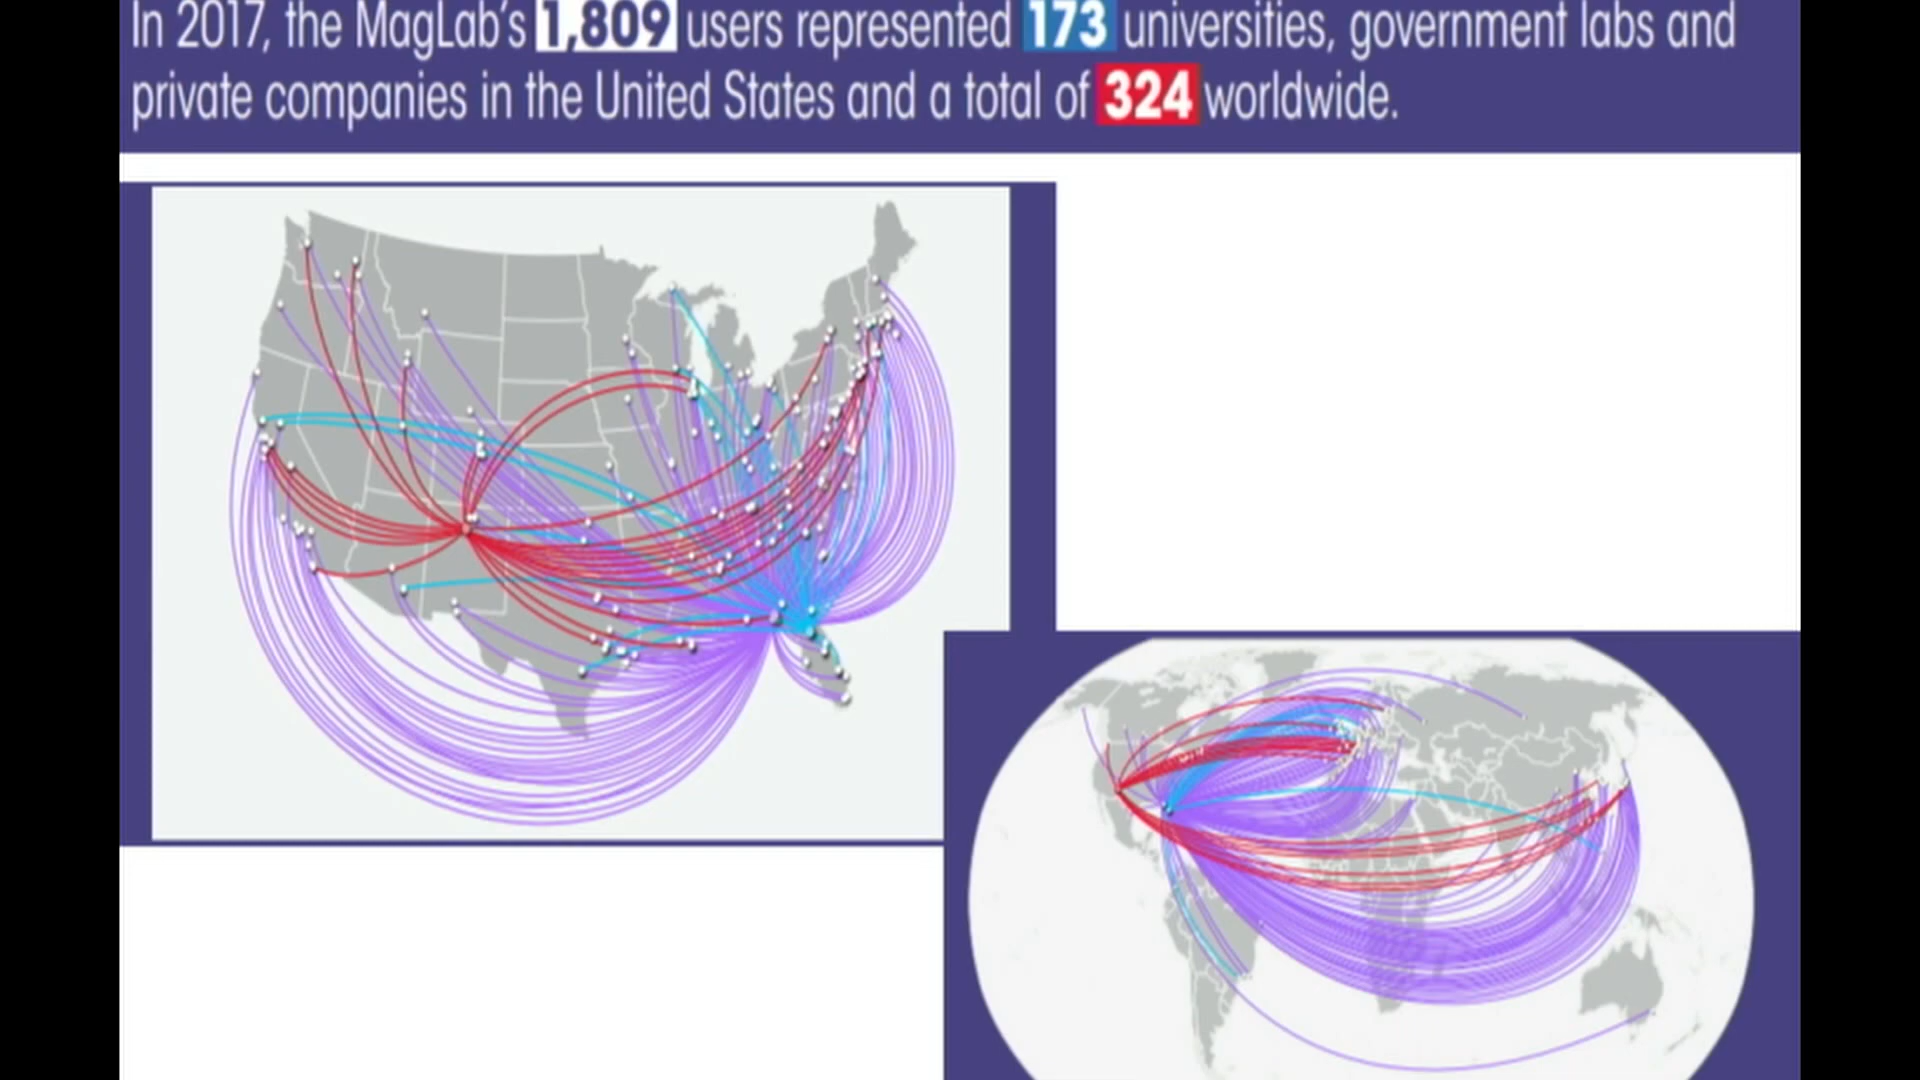 In 2017, the MagLab's 1,809 users represented 173 universities, government labs and
private companies in the United States and a total of 324 worldwide.